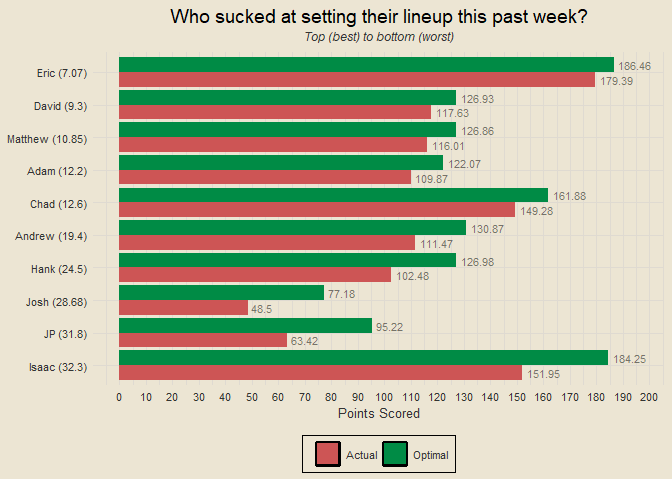 Who sucked at setting their lineup this past week?
Top (best) to bottom (worst)
Eric (7.07)
186.46
179.39
David (9.3)
126.93
117.63
Matthew (10.85)
126.86
116.01
Adam (12.2)
122.07
109.87
Chad (12.6)
161.88
149.28
Andrew (19.4)
130.87
111.47
Hank (24.5)
126.98
102.48
Josh (28.68)
77.18
48.5
JP (31.8)
95.22
63.42
Isaac (32.3)
184.25
151.95
0 10 20 30 40 50 60 70 80 90 100 110 120 130 140 150 160 170 180 190 200
Points Scored
Actual Optimal